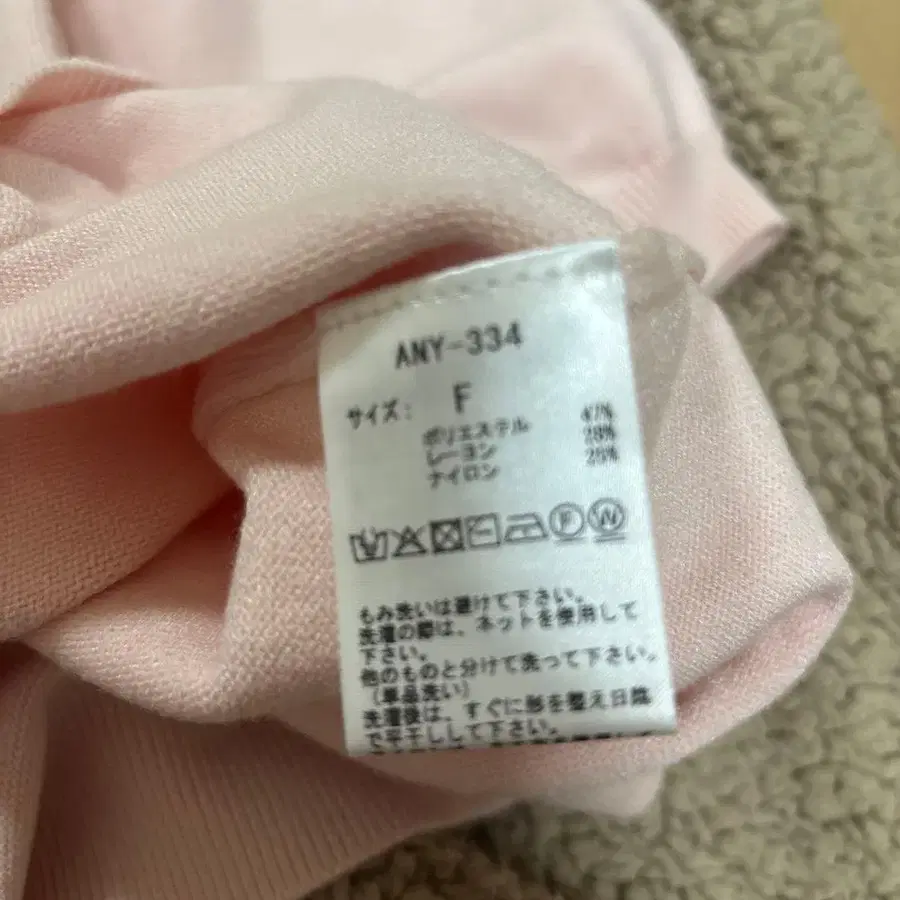 ANY-334
サイズ: F
ポリエステル 47%
レーヨン 28%
ナイロン 25%
F W
もみ洗いは避けて下さい。
洗濯の際は、ネットを使用して
下さい。
他のものと分けて洗って下さい。
(単品洗い)
洗濯後は、すぐに形を整え日陰
で平干しして下さい。